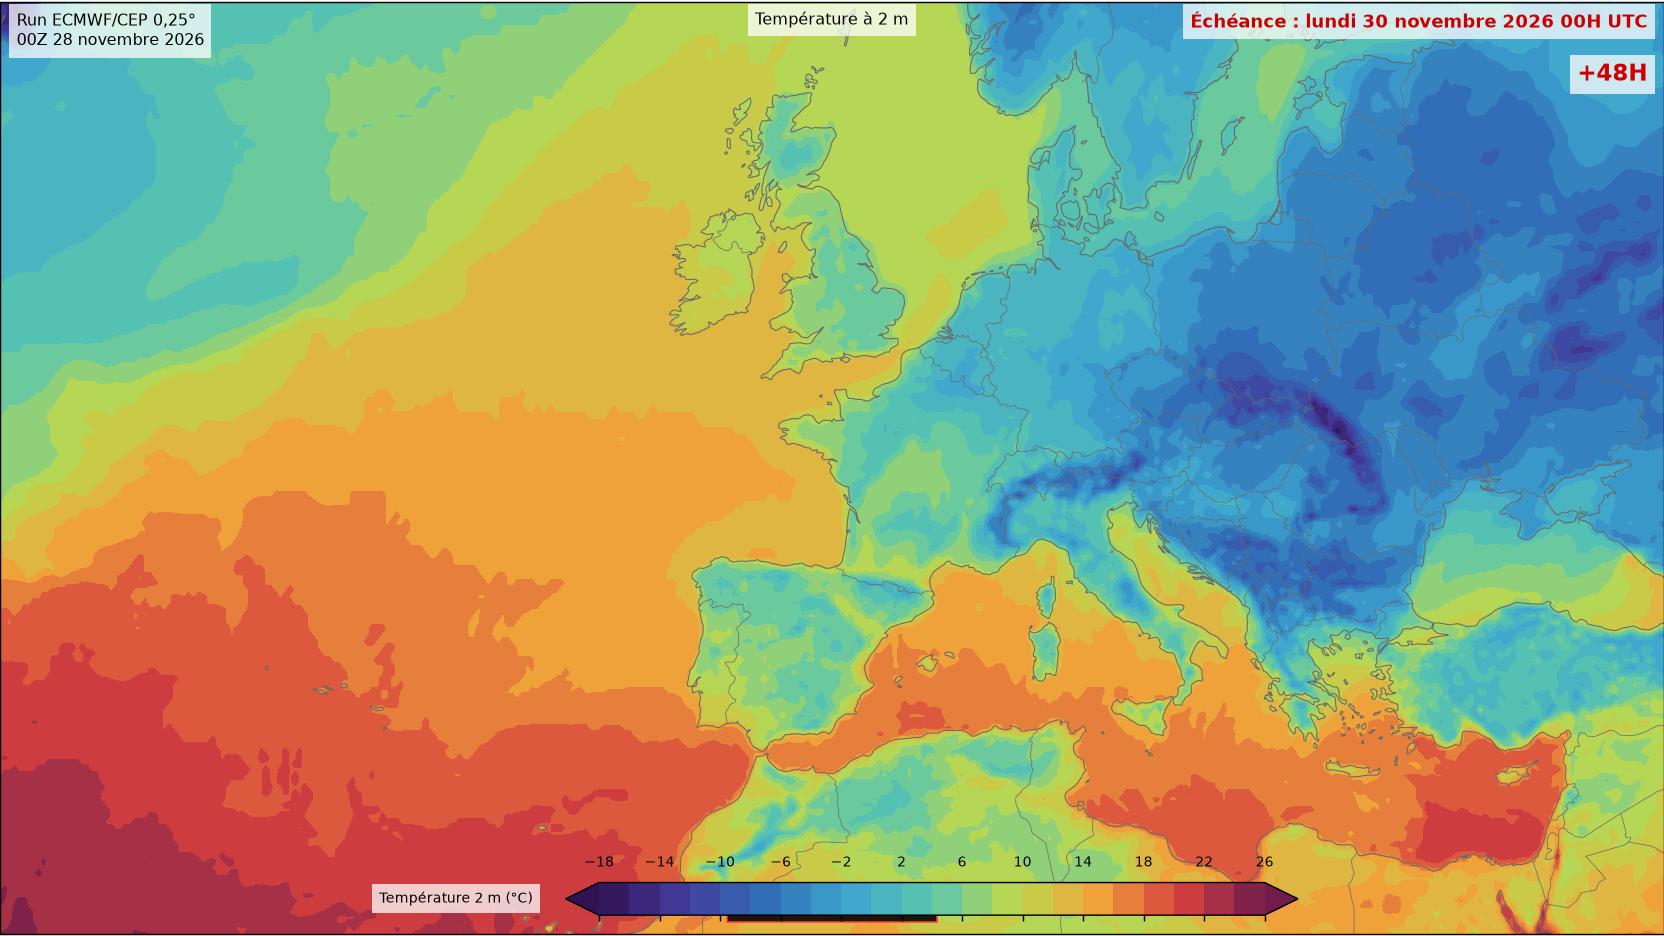 Run ECMWF/CEP 0,25°
00Z 28 novembre 2026
Température à 2 m
Échéance : lundi 30 novembre 2026 00H UTC
+48H
−18 −14 −10 −6 −2 2 6 10 14 18 22 26
Température 2 m (°C)